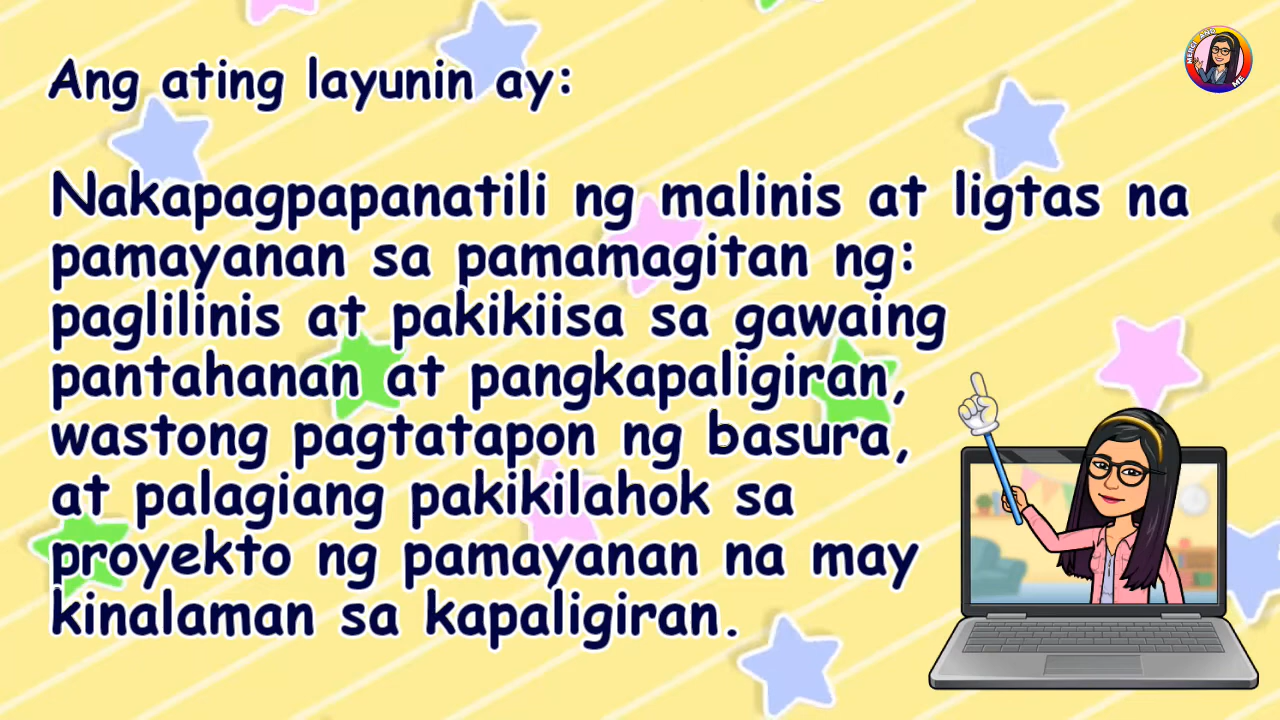 Ang ating layunin ay:
Nakapagpapanatili ng malinis at ligtas na
pamayanan sa pamamagitan ng:
paglilinis at pakikiisa sa gawaing
pantahanan at pangkapaligiran,
wastong pagtatapon ng basura,
at palagiang pakikilahok sa
proyekto ng pamayanan na may
kinalaman sa kapaligiran.